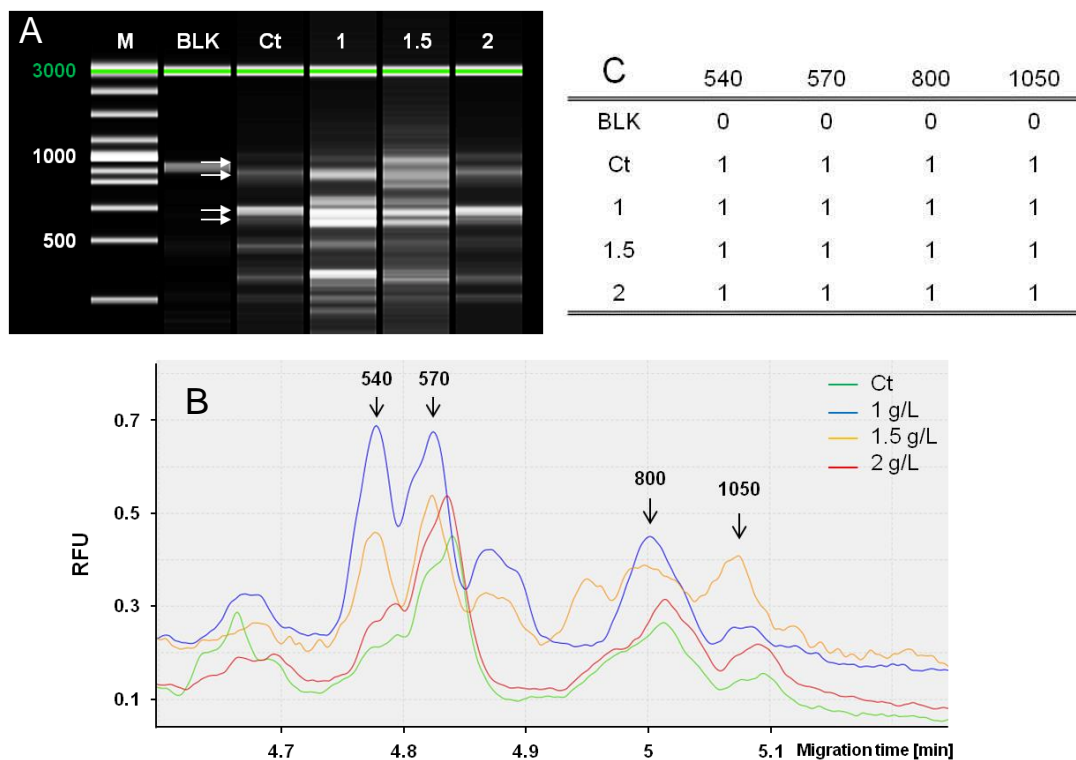 A
M BLK Ct 1 1.5 2
3000
1000
500
C 540 570 800 1050
BLK 0 0 0 0
Ct 1 1 1 1
1 1 1 1 1
1.5 1 1 1 1
2 1 1 1 1
B
540 570
800 1050
Ct
1 g/L
1.5 g/L
2 g/L
RFU
0.7
0.5
0.3
0.1
4.7 4.8 4.9 5 5.1 Migration time [min]